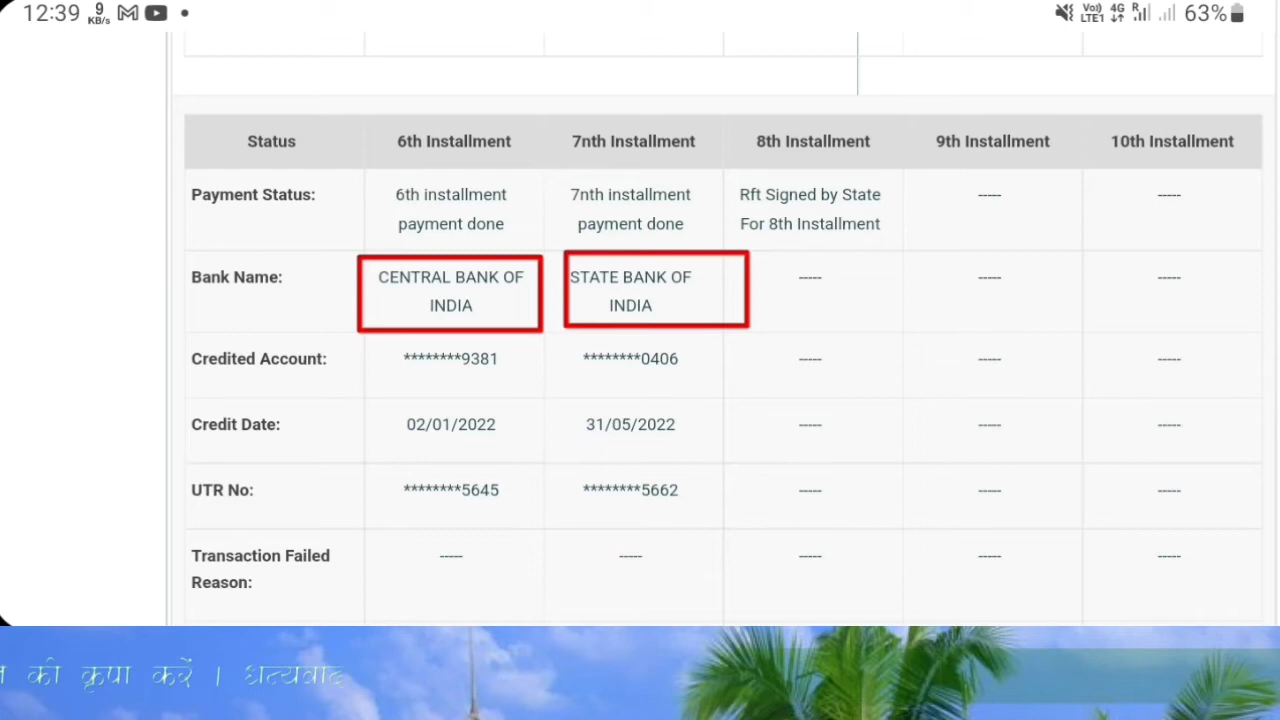 12:39 9 KB/s Vo) LTE1 4G R 63%
Status 6th Installment 7nth Installment 8th Installment 9th Installment 10th Installment
Payment Status: 6th installment payment done 7nth installment payment done Rft Signed by State For 8th Installment ----- -----
Bank Name: CENTRAL BANK OF INDIA STATE BANK OF INDIA ----- ----- -----
Credited Account: ********9381 ********0406 ----- ----- -----
Credit Date: 02/01/2022 31/05/2022 ----- ----- -----
UTR No: ********5645 ********5662 ----- ----- -----
Transaction Failed Reason: ----- ----- ----- ----- -----
की कृपा करें । धन्यवाद